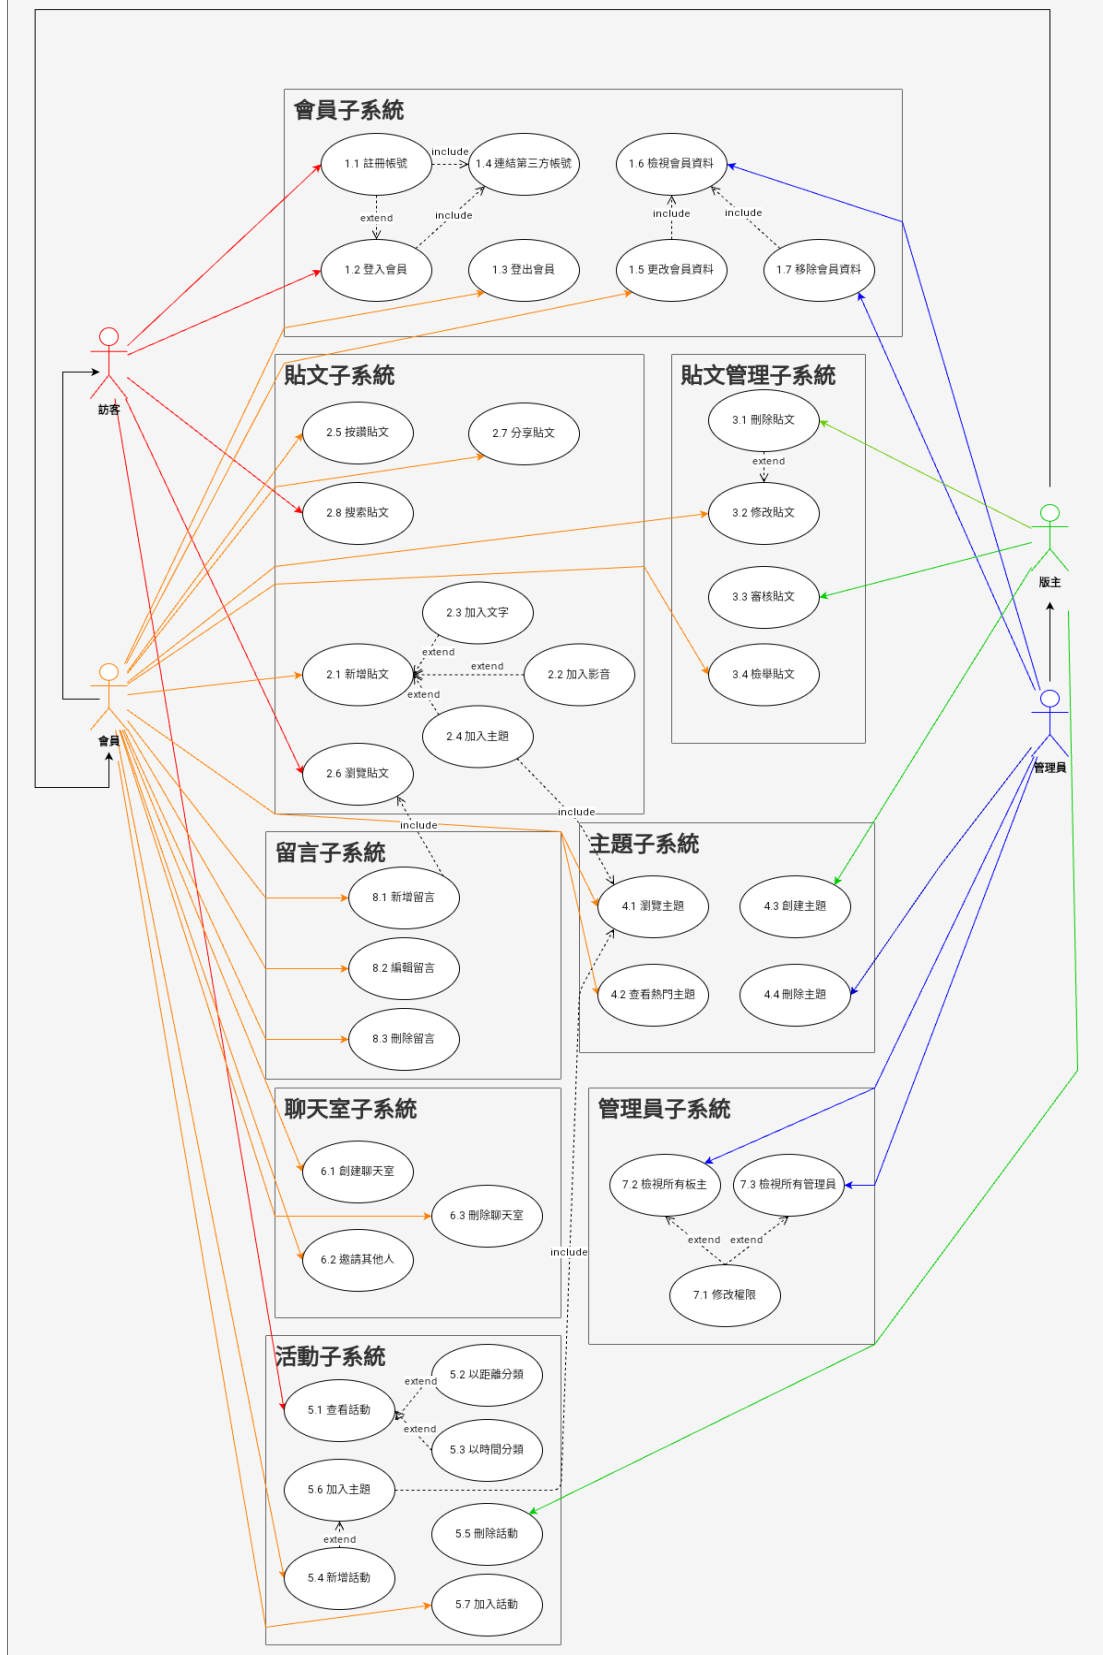 會員子系統
1.1 註冊帳號
include
1.4 連結第三方帳號
1.6 檢視會員資料
extend
include
include
include
1.2 登入會員
1.3 登出會員
1.5 更改會員資料
1.7 移除會員資料
訪客
貼文子系統
2.5 按讚貼文
2.7 分享貼文
2.8 搜索貼文
2.3 加入文字
extend
2.1 新增貼文
extend
2.2 加入影音
extend
2.4 加入主題
2.6 瀏覽貼文
貼文管理子系統
3.1 刪除貼文
extend
3.2 修改貼文
3.3 審核貼文
3.4 檢舉貼文
版主
會員
管理員
include
include
留言子系統
8.1 新增留言
8.2 編輯留言
8.3 刪除留言
主題子系統
4.1 瀏覽主題
4.3 創建主題
4.2 查看熱門主題
4.4 刪除主題
聊天室子系統
6.1 創建聊天室
6.3 刪除聊天室
6.2 邀請其他人
include
管理員子系統
7.2 檢視所有板主
7.3 檢視所有管理員
extend
extend
7.1 修改權限
活動子系統
5.2 以距離分類
extend
5.1 查看話動
extend
5.3 以時間分類
5.6 加入主題
5.5 刪除話動
extend
5.4 新增話動
5.7 加入話動